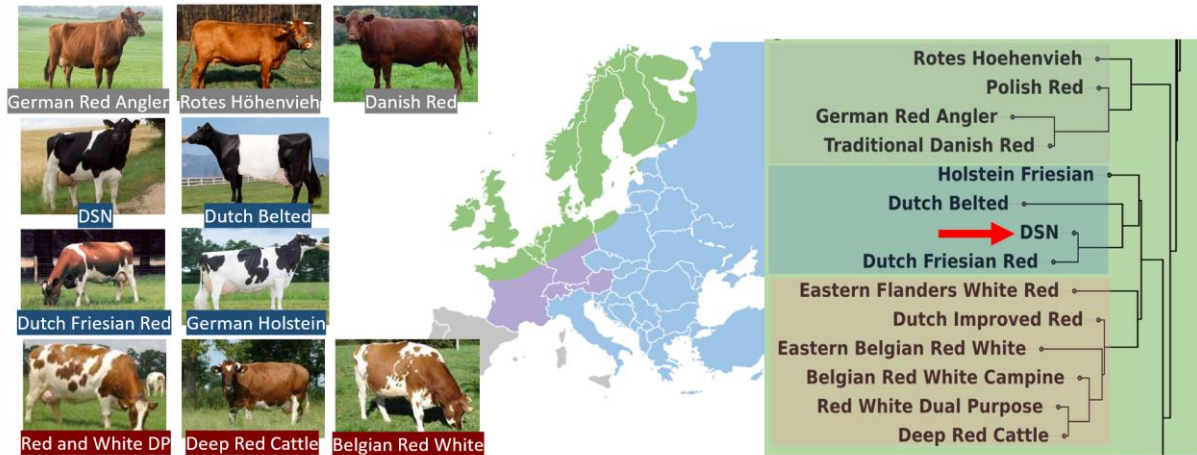 German Red Angler
Rotes Höhenvieh
Danish Red
DSN
Dutch Belted
Dutch Friesian Red
German Holstein
Red and White DP
Deep Red Cattle
Belgian Red White
Rotes Hoehenvieh
Polish Red
German Red Angler
Traditional Danish Red
Holstein Friesian
Dutch Belted
DSN
Dutch Friesian Red
Eastern Flanders White Red
Dutch Improved Red
Eastern Belgian Red White
Belgian Red White Campine
Red White Dual Purpose
Deep Red Cattle